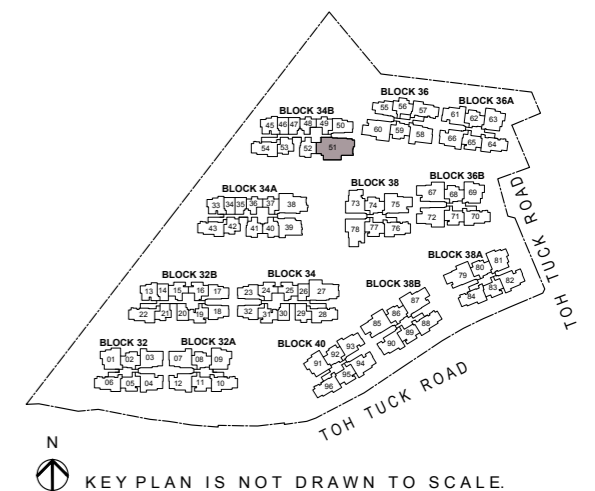 BLOCK 36
55 56 57
60 59 58
BLOCK 36A
61 62 63
66 65 64
BLOCK 34B
45 46 47 48 49 50
54 53 52 51
BLOCK 34A
33 34 35 36 37 38
43 42 41 40 39
BLOCK 38
73 74 75
78 77 76
BLOCK 36B
67 68 69
72 71 70
TOH TUCK ROAD
BLOCK 38A
79 80 81
84 83 82
BLOCK 32B
13 14 15 16 17
22 21 20 19 18
BLOCK 34
23 24 25 26 27
32 31 30 29 28
BLOCK 38B
85 86 87
90 89 88
BLOCK 32
01 02 03
06 05 04
BLOCK 32A
07 08 09
12 11 10
BLOCK 40
91 92 93
96 95 94
TOH TUCK ROAD
N
KEY PLAN IS NOT DRAWN TO SCALE.